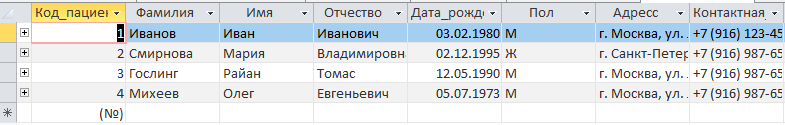 Код_пациен Фамилия Имя Отчество Дата_рожде Пол Адресс Контактная_
1 Иванов Иван Иванович 03.02.1980 М г. Москва, ул. +7 (916) 123-45
2 Смирнова Мария Владимировна 02.12.1995 Ж г. Санкт-Петер +7 (916) 987-65
3 Гослинг Райан Томас 12.05.1990 М г. Москва, ул. +7 (916) 987-65
4 Михеев Олег Евгеньевич 05.07.1973 М г. Москва, ул. +7 (916) 987-65
(№)